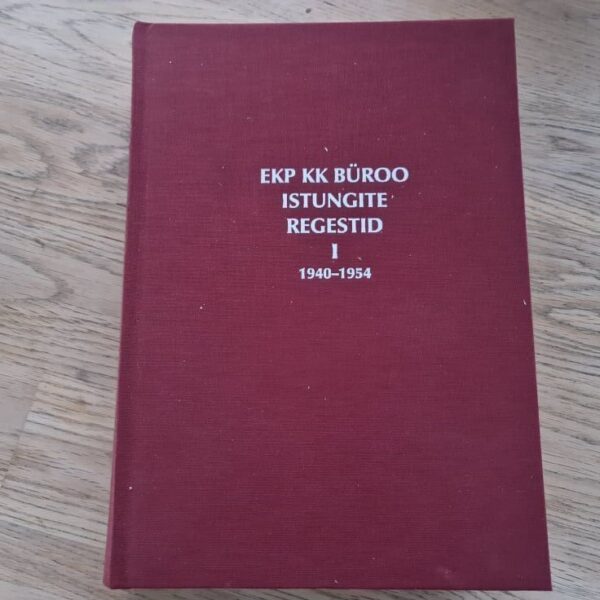 EKP KK BÜROO
ISTUNGITE
REGESTID
I
1940–1954